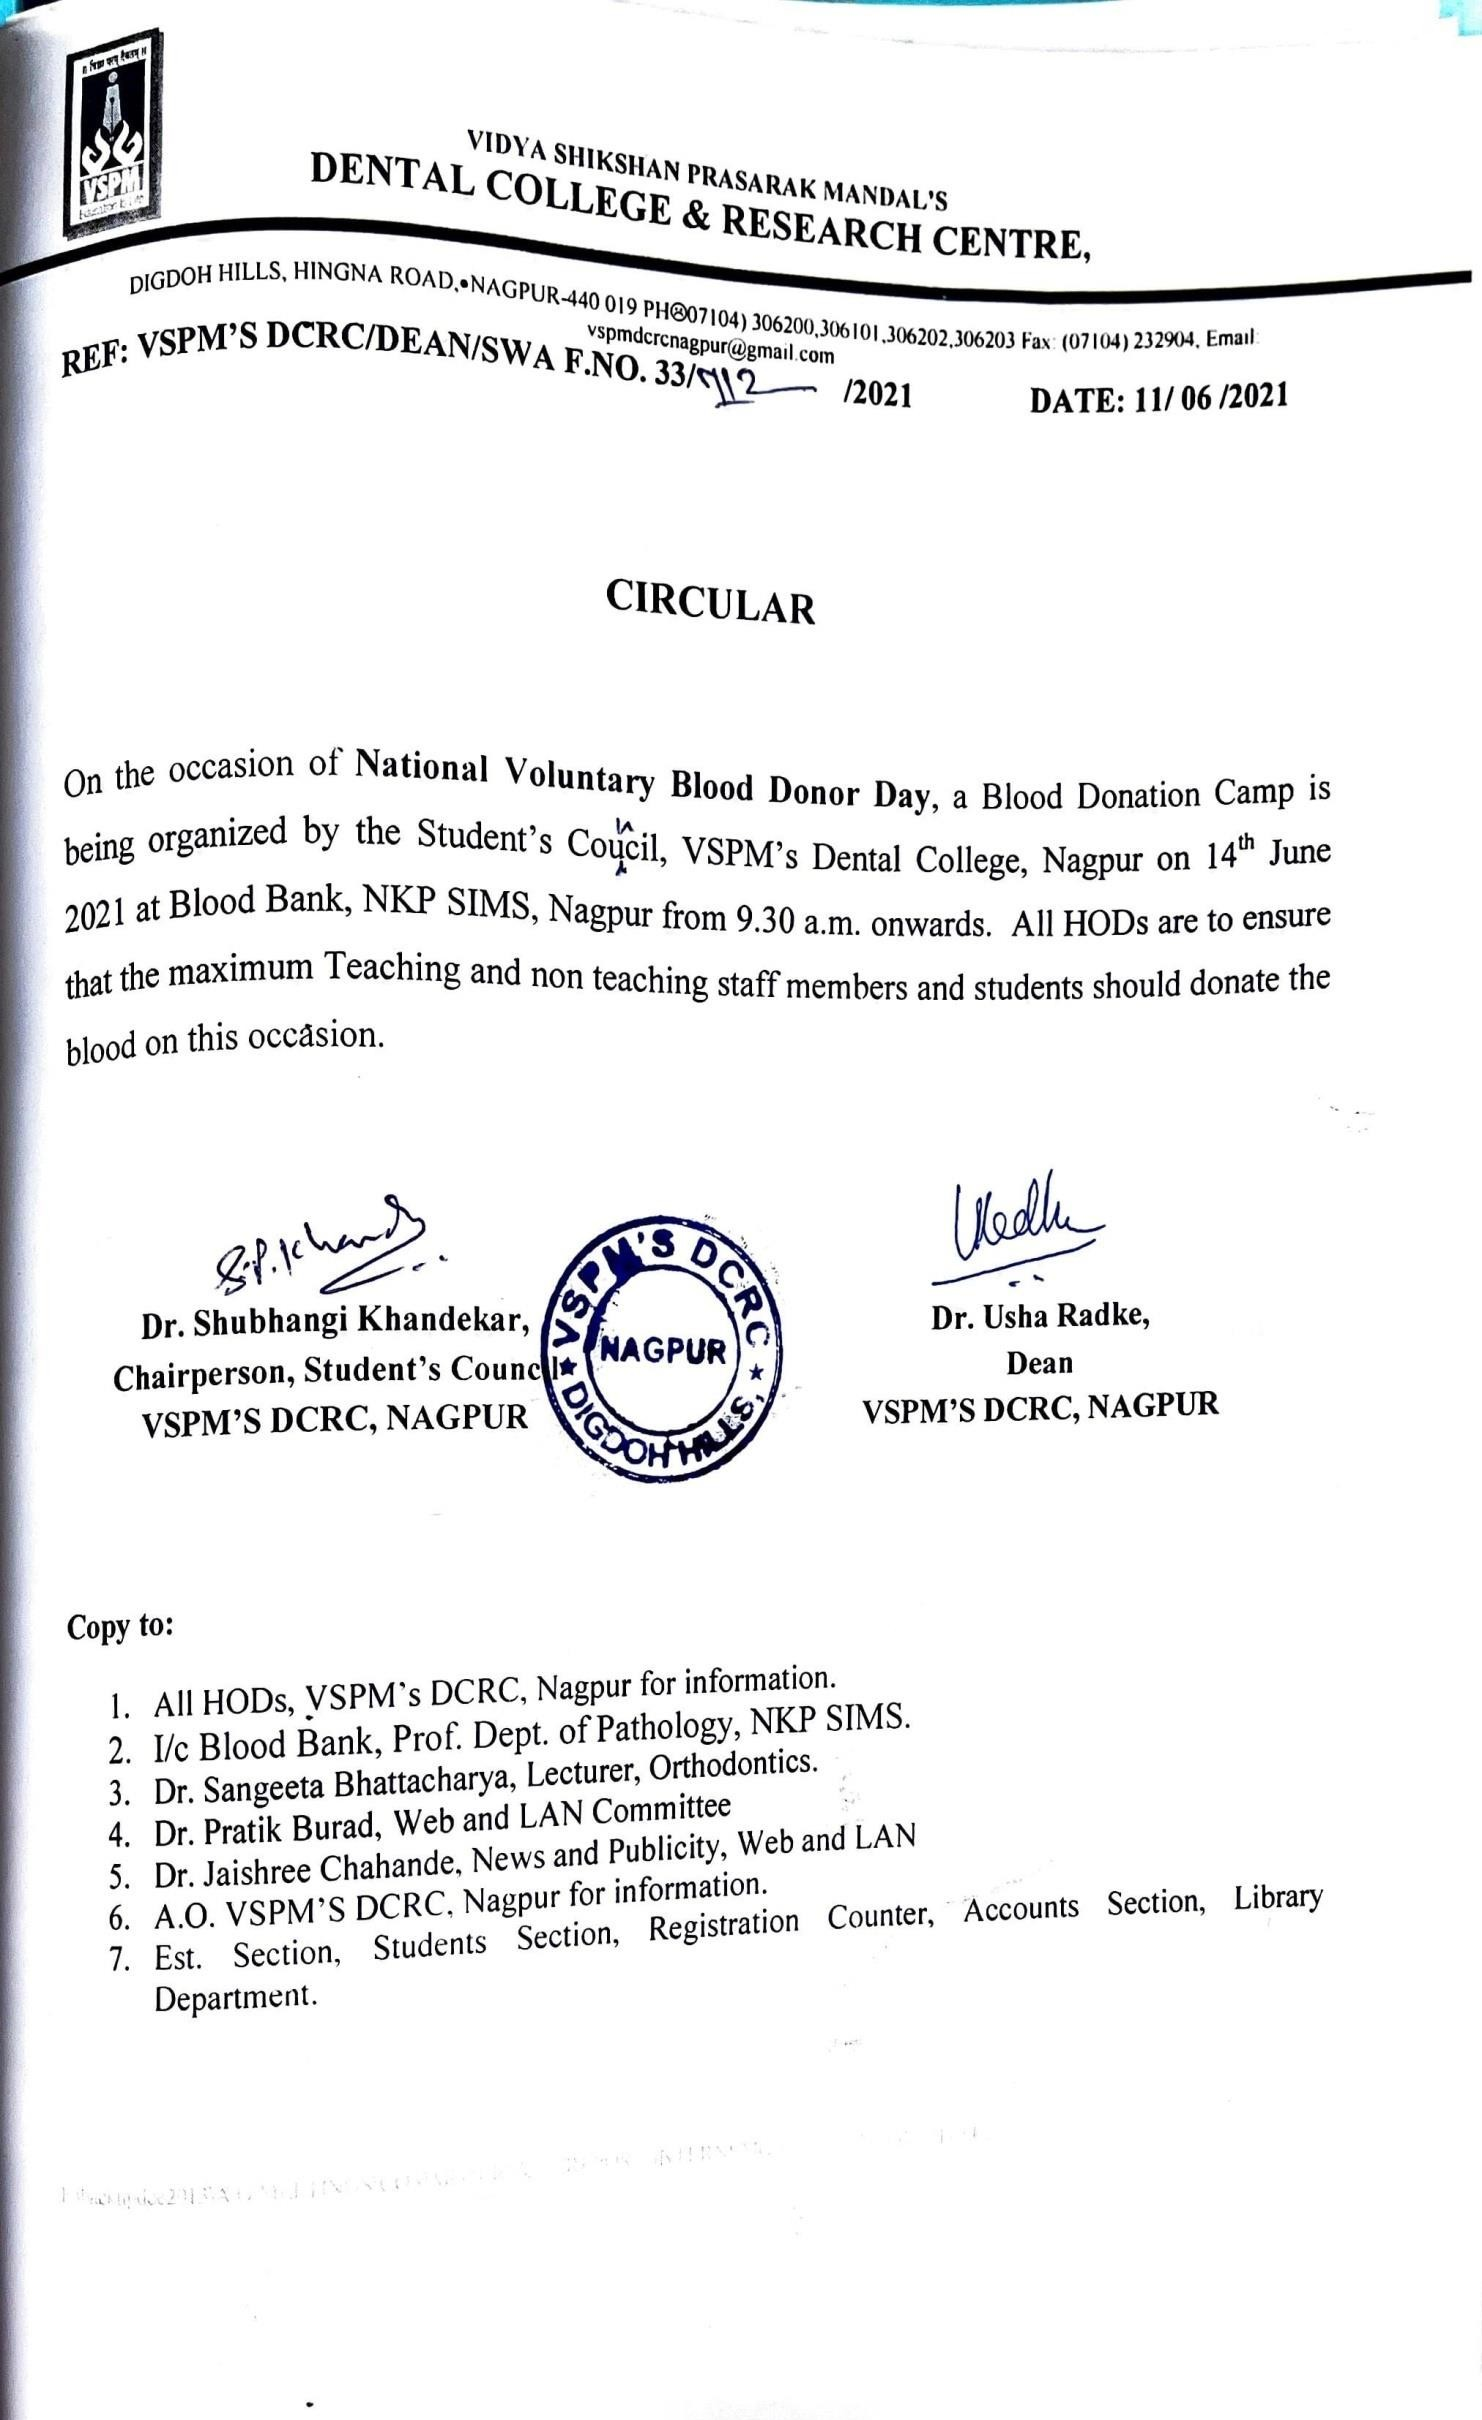 VSPM
VIDYA SHIKSHAN PRASARAK MANDAL'S
DENTAL COLLEGE & RESEARCH CENTRE,
DIGDOH HILLS, HINGNA ROAD, NAGPUR-440 019 PH☎07104) 306200,306101,306202,306203 Fax: (07104) 232904, Email:
vspmdcrcnagpur@gmail.com
REF: VSPM'S DCRC/DEAN/SWA F.NO. 33/ /2021 DATE: 11/ 06 /2021
CIRCULAR
On the occasion of National Voluntary Blood Donor Day, a Blood Donation Camp is
being organized by the Student's Council, VSPM's Dental College, Nagpur on 14th June
2021 at Blood Bank, NKP SIMS, Nagpur from 9.30 a.m. onwards. All HODs are to ensure
that the maximum Teaching and non teaching staff members and students should donate the
blood on this occasion.
S.P. Khand
Dr. Shubhangi Khandekar,
Chairperson, Student's Council
VSPM'S DCRC, NAGPUR
VSPM'S DCRC
NAGPUR
★ DIGDOH HILLS, ★
Dr. Usha Radke,
Dean
VSPM'S DCRC, NAGPUR
Copy to:
1. All HODs, VSPM's DCRC, Nagpur for information.
2. I/c Blood Bank, Prof. Dept. of Pathology, NKP SIMS.
3. Dr. Sangeeta Bhattacharya, Lecturer, Orthodontics.
4. Dr. Pratik Burad, Web and LAN Committee
5. Dr. Jaishree Chahande, News and Publicity, Web and LAN
6. A.O. VSPM'S DCRC, Nagpur for information.
7. Est. Section, Students Section, Registration Counter, Accounts Section, Library
Department.